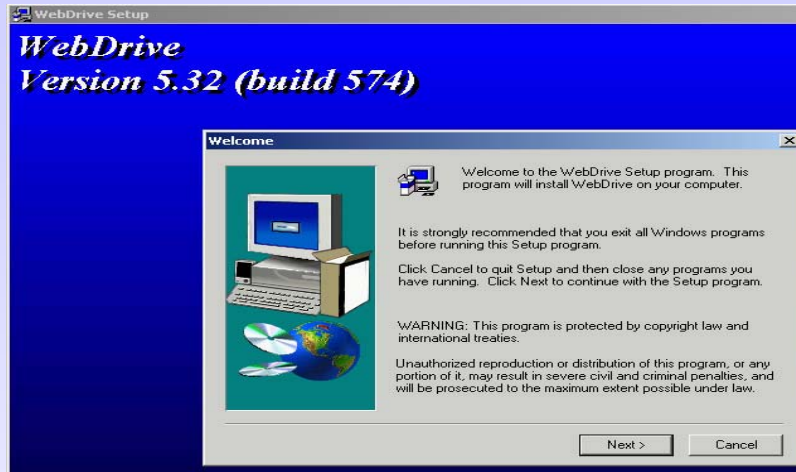 WebDrive Setup
WebDrive
Version 5.32 (build 574)
Welcome
Welcome to the WebDrive Setup program. This
program will install WebDrive on your computer.
It is strongly recommended that you exit all Windows programs
before running this Setup program.
Click Cancel to quit Setup and then close any programs you
have running. Click Next to continue with the Setup program.
WARNING: This program is protected by copyright law and
international treaties.
Unauthorized reproduction or distribution of this program, or any
portion of it, may result in severe civil and criminal penalties, and
will be prosecuted to the maximum extent possible under law.
Next > Cancel